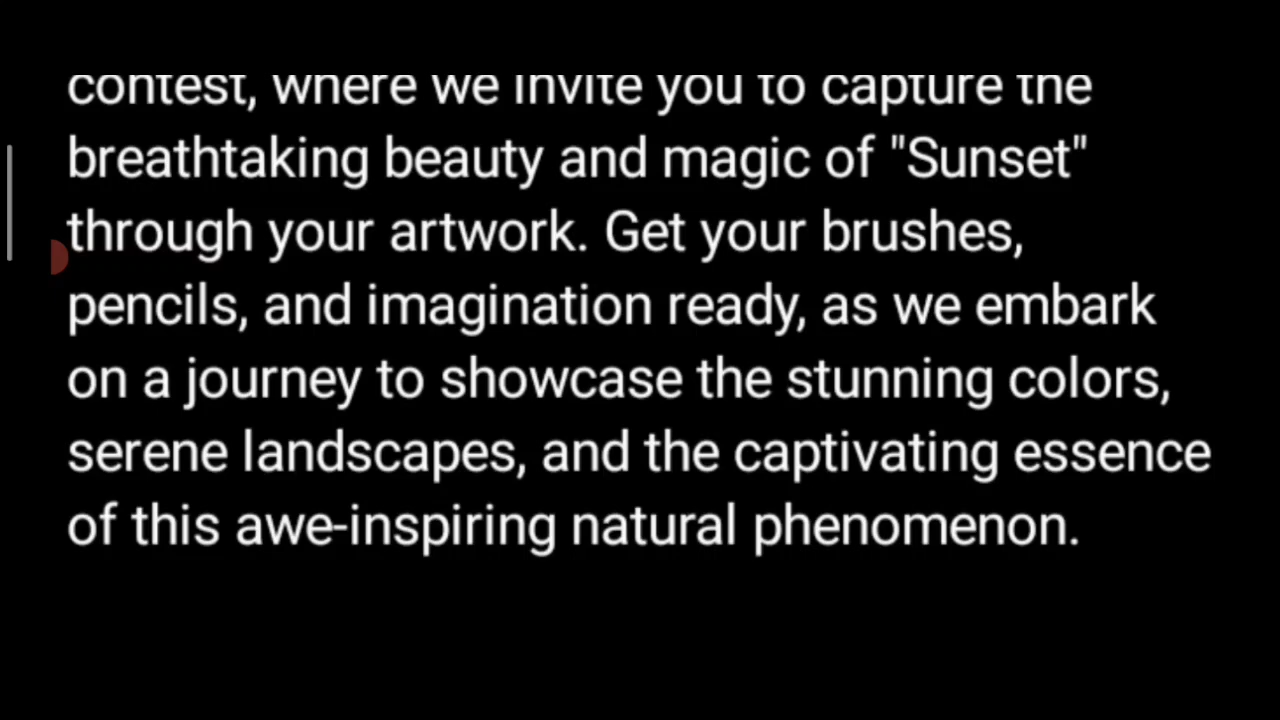 contest, where we invite you to capture the
breathtaking beauty and magic of "Sunset"
through your artwork. Get your brushes,
pencils, and imagination ready, as we embark
on a journey to showcase the stunning colors,
serene landscapes, and the captivating essence
of this awe-inspiring natural phenomenon.